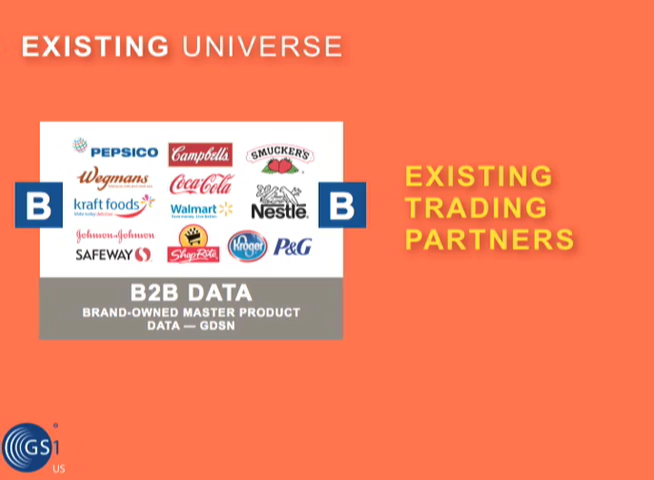 EXISTING UNIVERSE
PEPSICO
Campbell's
SMUCKER'S
Wegmans
Coca-Cola
kraft foods
Walmart
Nestlē
B
B
Johnson & Johnson
ShopRite
Kroger
P&G
SAFEWAY
B2B DATA
BRAND-OWNED MASTER PRODUCT
DATA — GDSN
EXISTING
TRADING
PARTNERS
GS1
US